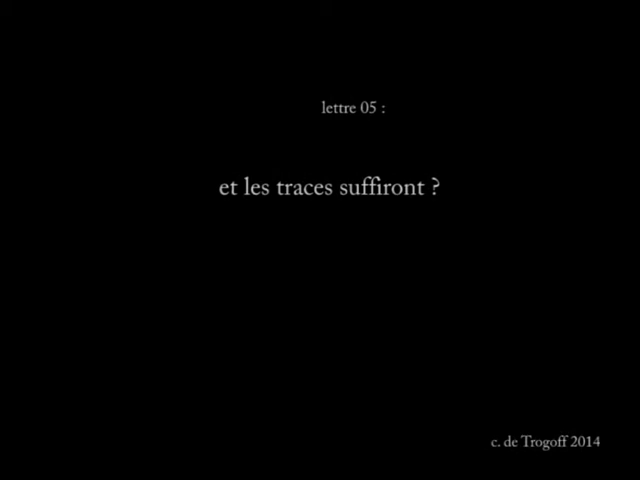 lettre 05 :
et les traces suffiront ?
c. de Trogoff 2014